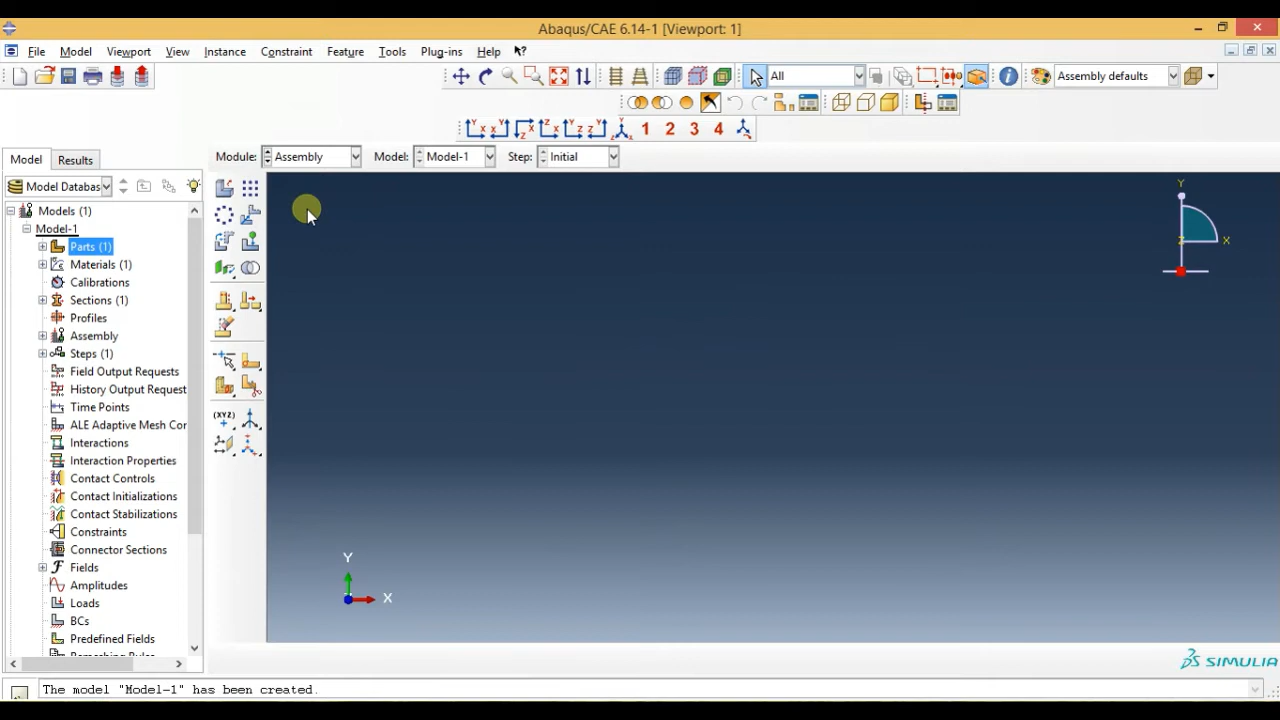 Abaqus/CAE 6.14-1 [Viewport: 1]
File Model Viewport View Instance Constraint Feature Tools Plug-ins Help
All Assembly defaults
1 2 3 4
Model Results
Module: Assembly Model: Model-1 Step: Initial
Model Databas
Models (1)
Model-1
Parts (1)
Materials (1)
Calibrations
Sections (1)
Profiles
Assembly
Steps (1)
Field Output Requests
History Output Request
Time Points
ALE Adaptive Mesh Cor
Interactions
Interaction Properties
Contact Controls
Contact Initializations
Contact Stabilizations
Constraints
Connector Sections
Fields
Amplitudes
Loads
BCs
Predefined Fields
(XYZ)
Y
Z X
Y
X
SIMULIA
The model "Model-1" has been created.